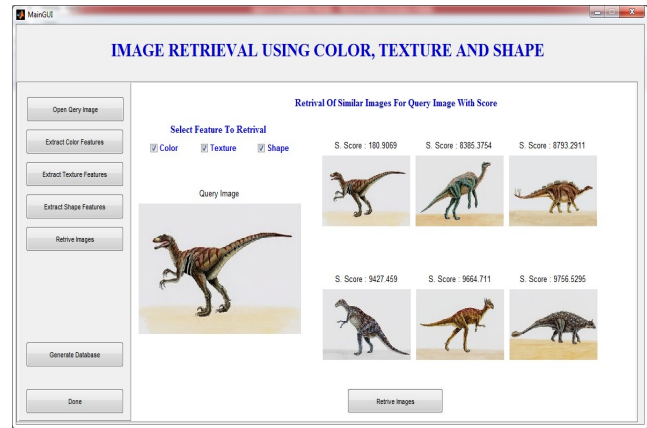 MainGUI
IMAGE RETRIEVAL USING COLOR, TEXTURE AND SHAPE
Open Qery Image
Extract Color Features
Extract Texture Features
Extract Shape Features
Retrive Images
Generate Database
Done
Retrival Of Similar Images For Query Image With Score
Select Feature To Retrival
Color Texture Shape
Query Image
S. Score : 180.9069 S. Score : 8385.3754 S. Score : 8793.2911
S. Score : 9427.459 S. Score : 9664.711 S. Score : 9756.5295
Retrive Images